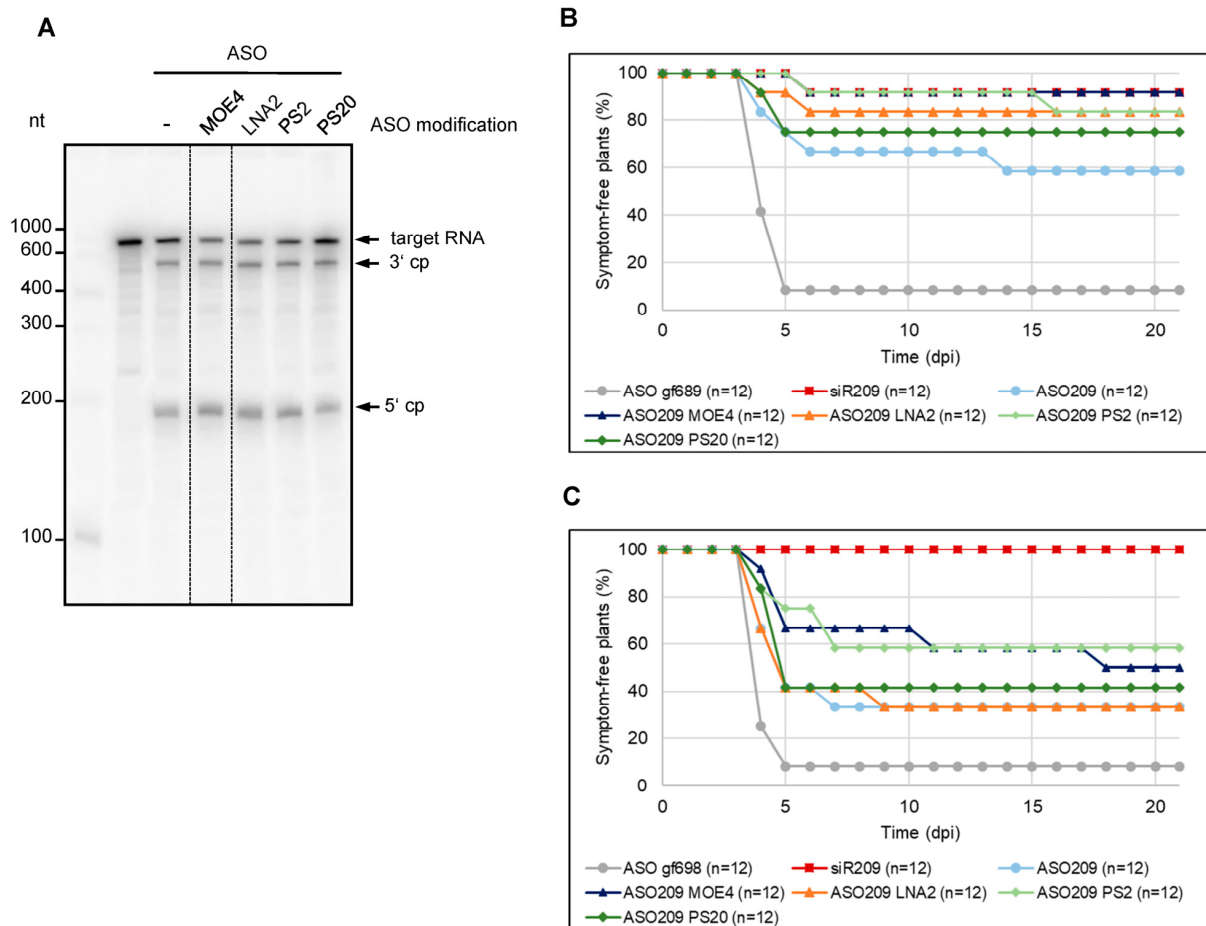 A
ASO
nt
-
MOE4
LNA2
PS2
PS20
ASO modification
1000
600
400
300
200
100
target RNA
3' cp
5' cp
B
Symptom-free plants (%)
100
80
60
40
20
0
0 5 10 15 20
Time (dpi)
ASO gf689 (n=12) siR209 (n=12) ASO209 (n=12)
ASO209 MOE4 (n=12) ASO209 LNA2 (n=12) ASO209 PS2 (n=12)
ASO209 PS20 (n=12)
C
Symptom-free plants (%)
100
80
60
40
20
0
0 5 10 15 20
Time (dpi)
ASO gf698 (n=12) siR209 (n=12) ASO209 (n=12)
ASO209 MOE4 (n=12) ASO209 LNA2 (n=12) ASO209 PS2 (n=12)
ASO209 PS20 (n=12)